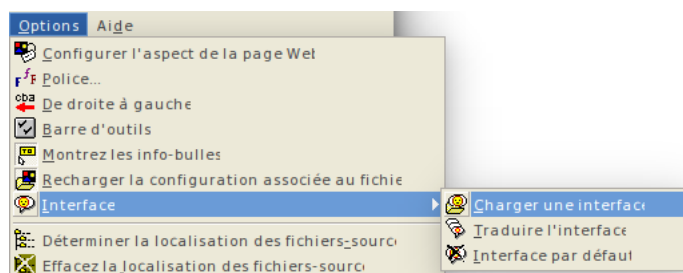 Options Aide
Configurer l'aspect de la page Web
Police...
De droite à gauche
Barre d'outils
Montrez les info-bulles
Recharger la configuration associée au fichie
Interface
Charger une interface
Traduire l'interface
Déterminer la localisation des fichiers-source
Interface par défaut
Effacez la localisation des fichiers-source